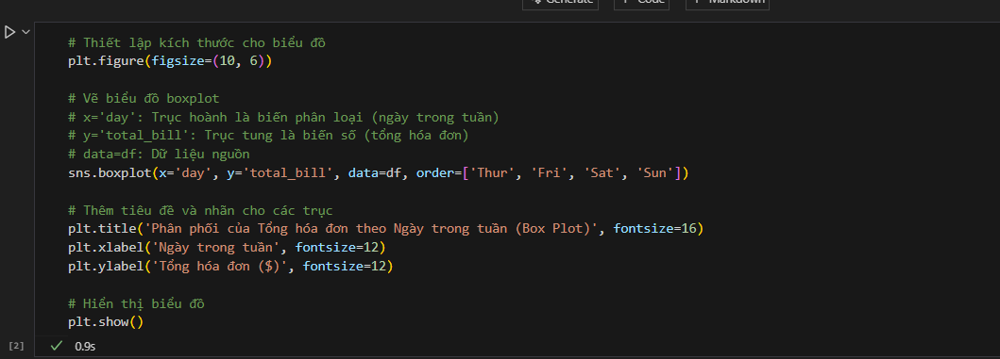 Generate + Code + Markdown
# Thiết lập kích thước cho biểu đồ
plt.figure(figsize=(10, 6))
# Vẽ biểu đồ boxplot
# x='day': Trục hoành là biến phân loại (ngày trong tuần)
# y='total_bill': Trục tung là biến số (tổng hóa đơn)
# data=df: Dữ liệu nguồn
sns.boxplot(x='day', y='total_bill', data=df, order=['Thur', 'Fri', 'Sat', 'Sun'])
# Thêm tiêu đề và nhãn cho các trục
plt.title('Phân phối của Tổng hóa đơn theo Ngày trong tuần (Box Plot)', fontsize=16)
plt.xlabel('Ngày trong tuần', fontsize=12)
plt.ylabel('Tổng hóa đơn ($)', fontsize=12)
# Hiển thị biểu đồ
plt.show()
[2] 0.9s